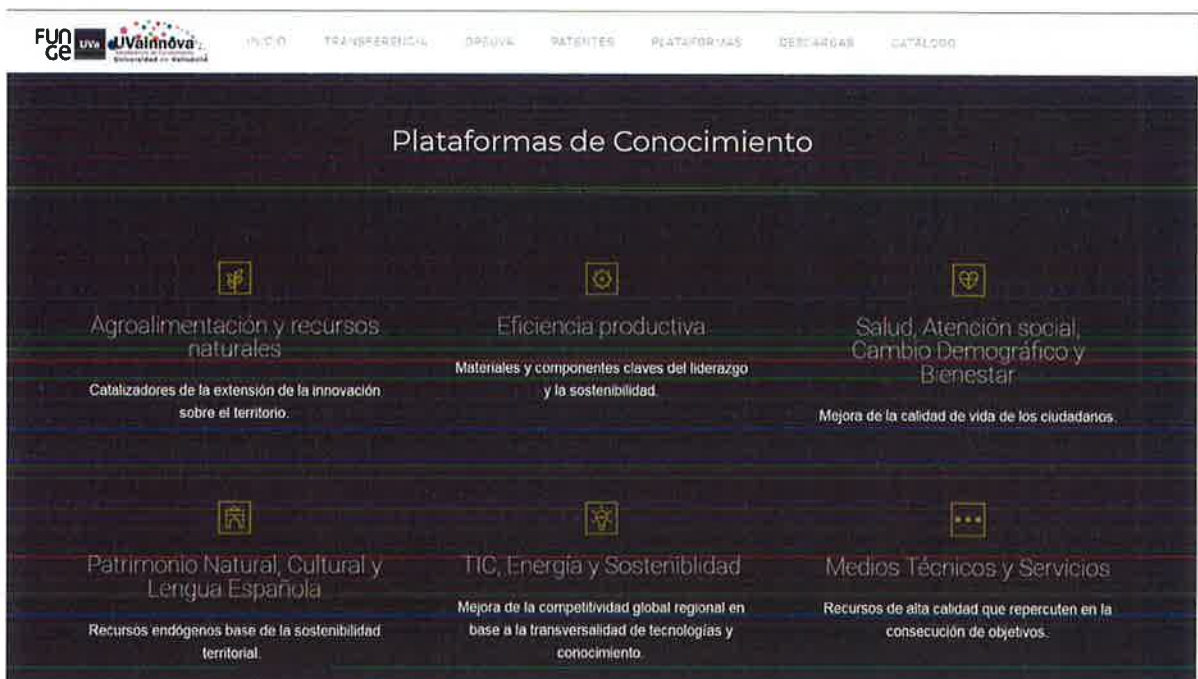 FUN
GE
UVa
UVainnova
Universidad de Valladolid
INICIO TRANSFERENCIA OPEUVA PATENTES PLATAFORMAS DESCARGAS CATÁLOGO
Plataformas de Conocimiento
Agroalimentación y recursos
naturales
Catalizadores de la extensión de la innovación
sobre el territorio.
Eficiencia productiva
Materiales y componentes claves del liderazgo
y la sostenibilidad.
Salud, Atención social,
Cambio Demográfico y
Bienestar
Mejora de la calidad de vida de los ciudadanos.
Patrimonio Natural, Cultural y
Lengua Española
Recursos endógenos base de la sostenibilidad
territorial.
TIC, Energía yOsteniblidad
Mejora de la competitividad global regional en
base a la transversalidad de tecnologías y
conocimiento.
Medios Técnicos y Servicios
Recursos de alta calidad que repercuten en la
consecución de objetivos.